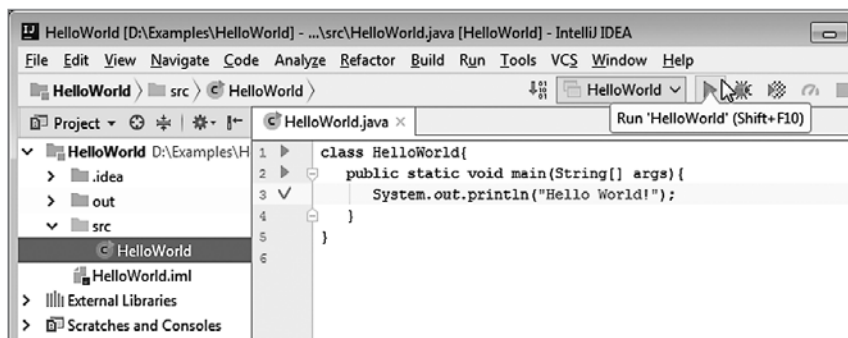 HelloWorld [D:\Examples\HelloWorld] - ...\src\HelloWorld.java [HelloWorld] - IntelliJ IDEA
File Edit View Navigate Code Analyze Refactor Build Run Tools VCS Window Help
HelloWorld src HelloWorld
HelloWorld
Run 'HelloWorld' (Shift+F10)
Project
HelloWorld.java
HelloWorld D:\Examples\H
.idea
out
src
HelloWorld
HelloWorld.iml
External Libraries
Scratches and Consoles
1 class HelloWorld{
2 public static void main(String[] args){
3 System.out.println("Hello World!");
4 }
5 }
6